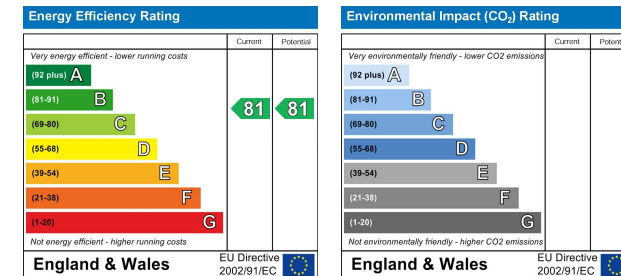 Energy Efficiency Rating
Current Potential
Very energy efficient - lower running costs
(92 plus) A
(81-91) B
(69-80) C
(55-68) D
(39-54) E
(21-38) F
(1-20) G
81 81
Not energy efficient - higher running costs
England & Wales
EU Directive
2002/91/EC
Environmental Impact (CO₂) Rating
Current Potent
Very environmentally friendly - lower CO2 emissions
(92 plus) A
(81-91) B
(69-80) C
(55-68) D
(39-54) E
(21-38) F
(1-20) G
Not environmentally friendly - higher CO2 emissions
England & Wales
EU Directive
2002/91/EC